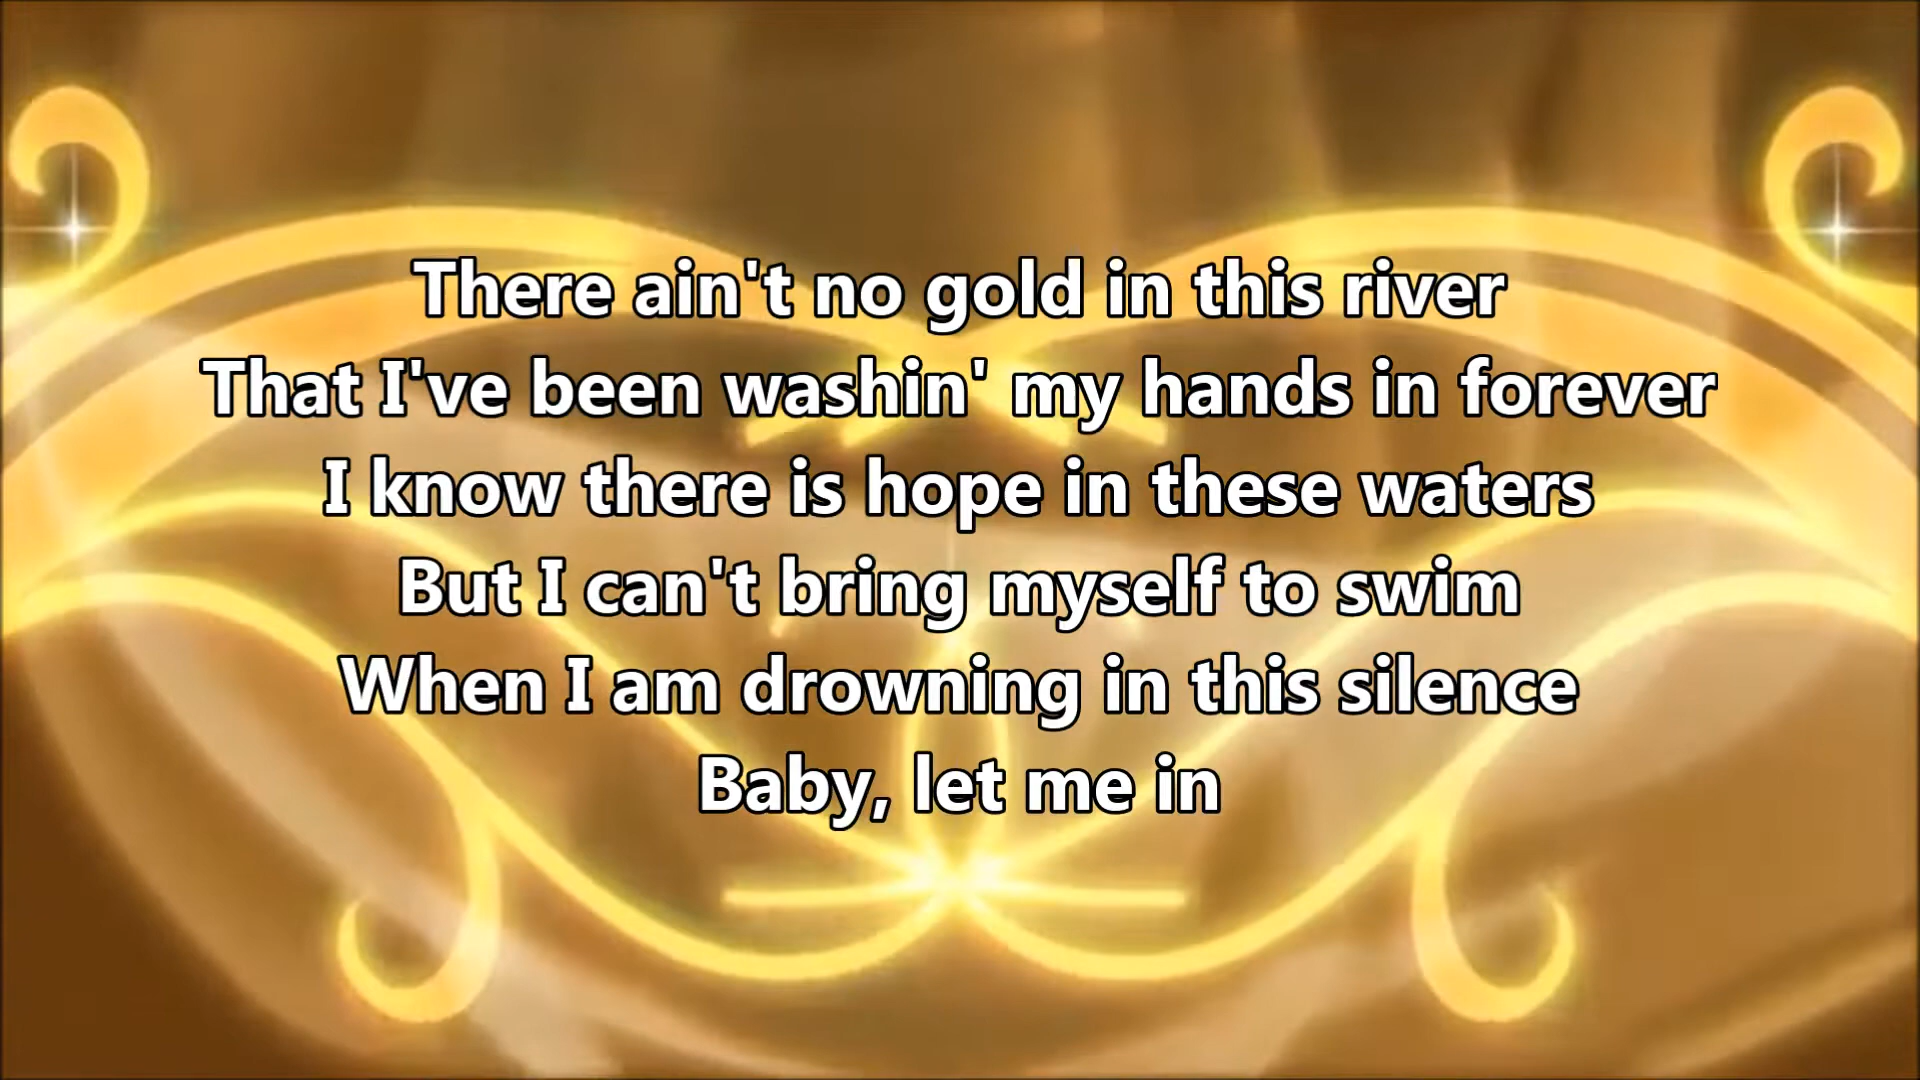 There ain't no gold in this river
That I've been washin' my hands in forever
I know there is hope in these waters
But I can't bring myself to swim
When I am drowning in this silence
Baby, let me in